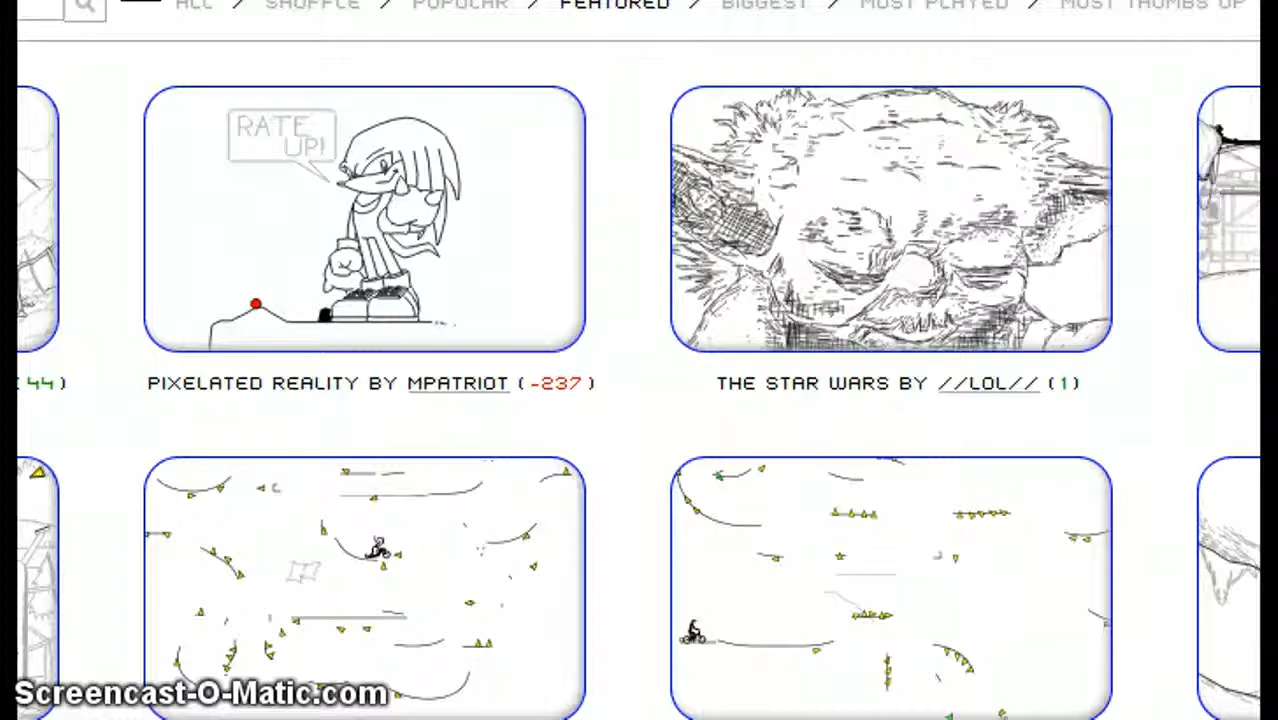 ALL / SHUFFLE / POPULAR / FEATURED / BIGGEST / MOST PLAYED / MOST THUMBS UP
RATE
UP!
44 )
PIXELATED REALITY BY MPATRIOT ( -237 )
THE STAR WARS BY //LOL// ( 1 )
Screencast-O-Matic.com